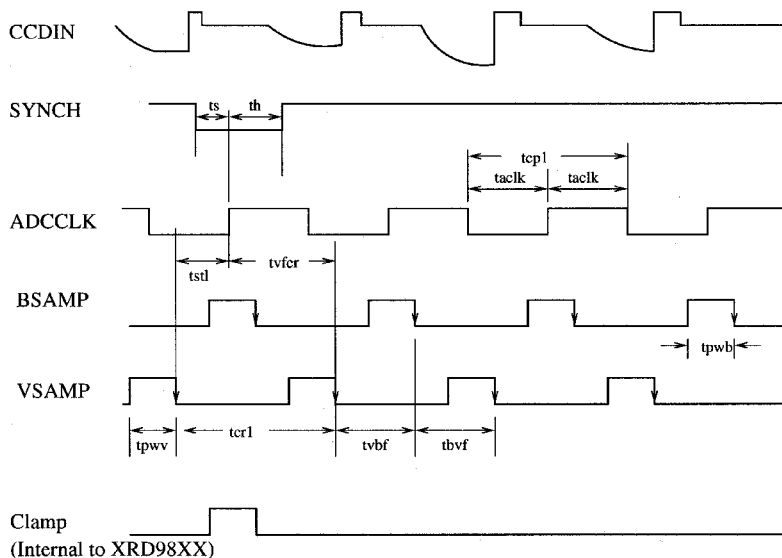 CCDIN
SYNCH
ts
th
tcp1
taclk
taclk
ADCCLK
tstl
tvfcr
BSAMP
tpwb
VSAMP
tpwv
tcr1
tvbf
tbvf
Clamp
(Internal to XRD98XX)